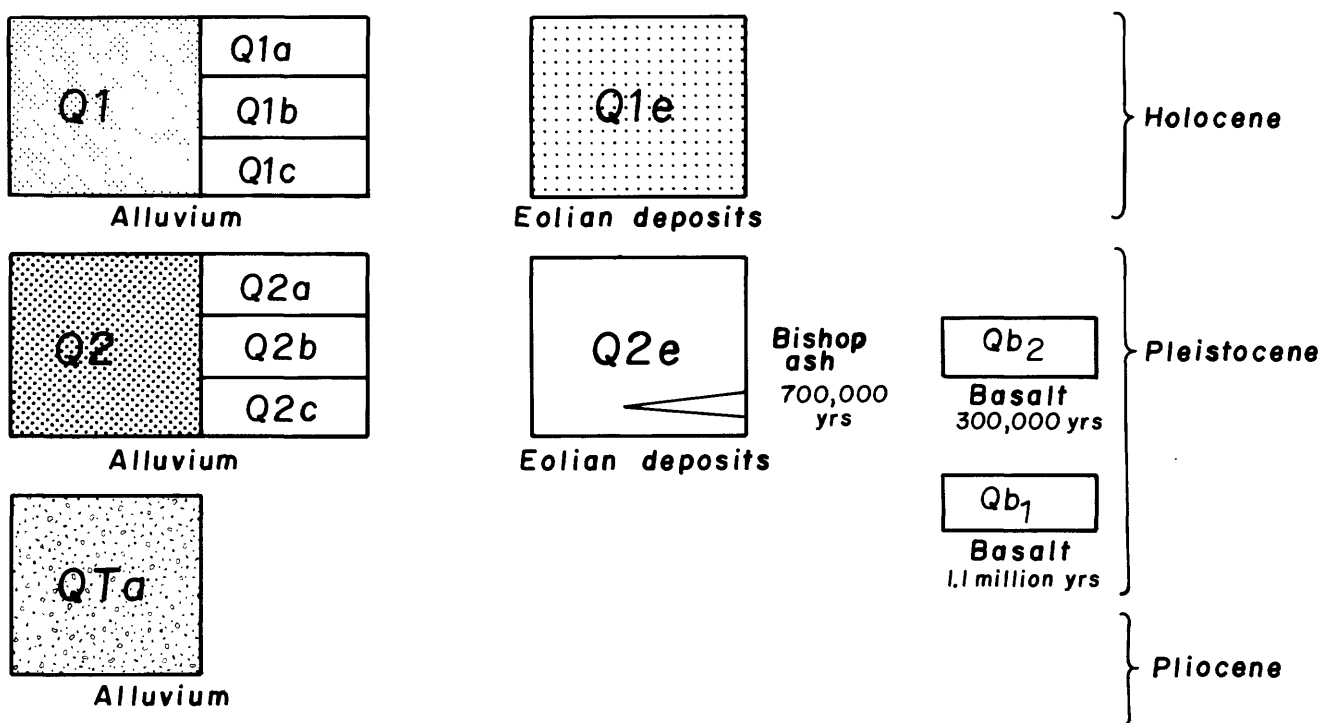 Q1
Q1a
Q1b
Q1c
Alluvium
Q1e
Eolian deposits
Holocene
Q2
Q2a
Q2b
Q2c
Alluvium
Q2e
Eolian deposits
Bishop
ash
700,000
yrs
Qb2
Basalt
300,000 yrs
Qb1
Basalt
1.1 million yrs
Pleistocene
QTa
Alluvium
Pliocene